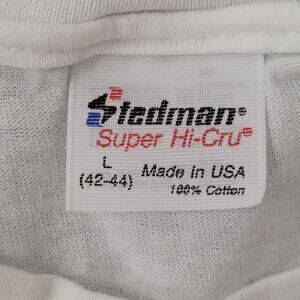 Stedman®
Super Hi-Cru®
L
(42-44)
Made In USA
100% Cotton